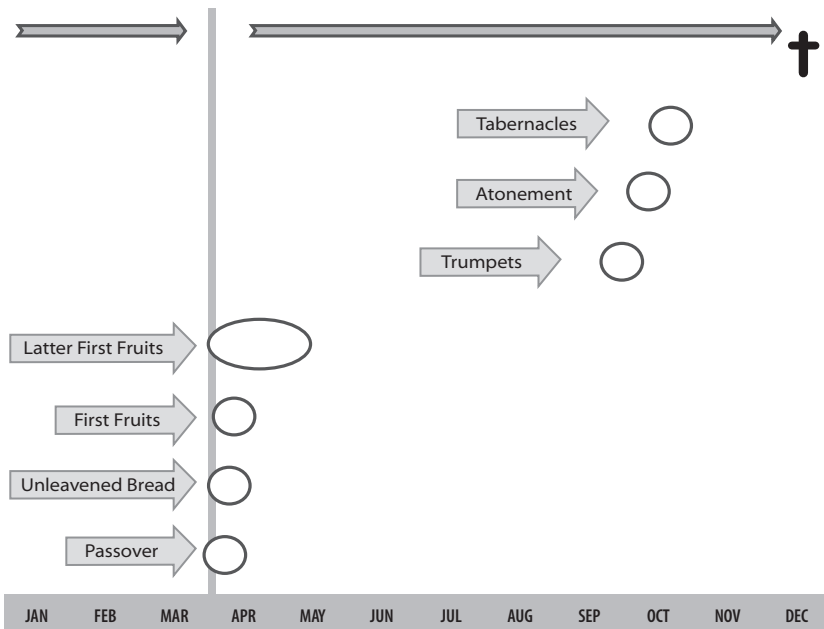 Tabernacles
Atonement
Trumpets
Latter First Fruits
First Fruits
Unleavened Bread
Passover
JAN FEB MAR APR MAY JUN JUL AUG SEP OCT NOV DEC